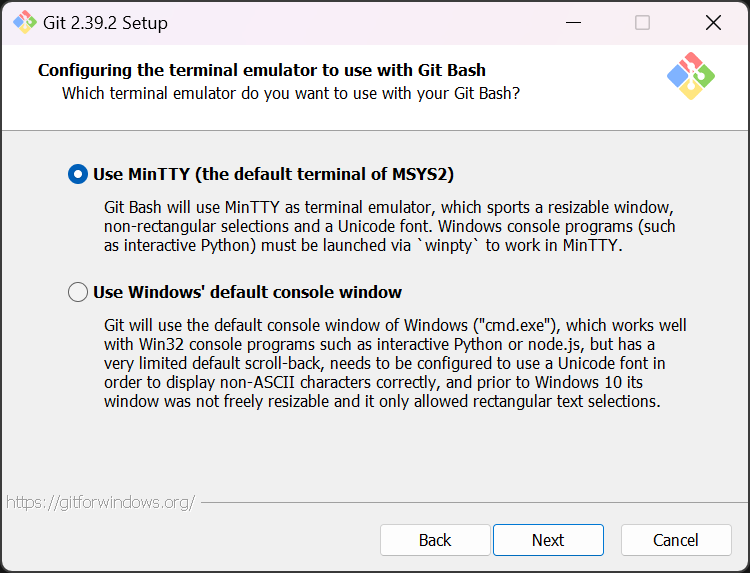 Git 2.39.2 Setup
Configuring the terminal emulator to use with Git Bash
Which terminal emulator do you want to use with your Git Bash?
Use MinTTY (the default terminal of MSYS2)
Git Bash will use MinTTY as terminal emulator, which sports a resizable window,
non-rectangular selections and a Unicode font. Windows console programs (such
as interactive Python) must be launched via `winpty` to work in MinTTY.
Use Windows' default console window
Git will use the default console window of Windows ("cmd.exe"), which works well
with Win32 console programs such as interactive Python or node.js, but has a
very limited default scroll-back, needs to be configured to use a Unicode font in
order to display non-ASCII characters correctly, and prior to Windows 10 its
window was not freely resizable and it only allowed rectangular text selections.
https://gitforwindows.org/
Back
Next
Cancel